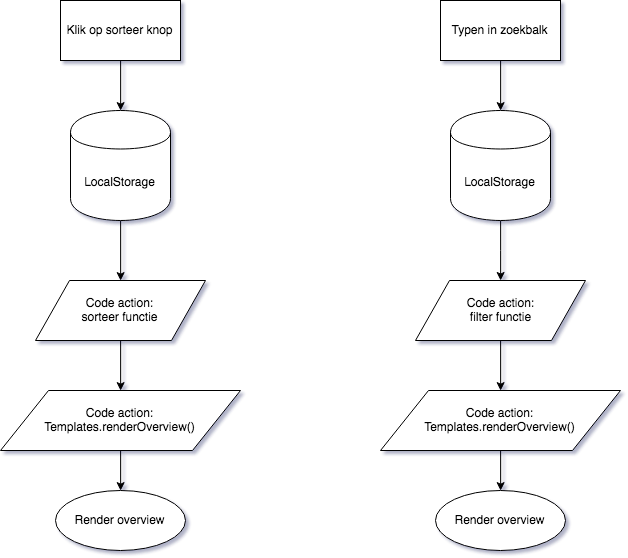 Klik op sorteer knop
LocalStorage
Code action:
sorteer functie
Code action:
Templates.renderOverview()
Render overview
Typen in zoekbalk
LocalStorage
Code action:
filter functie
Code action:
Templates.renderOverview()
Render overview